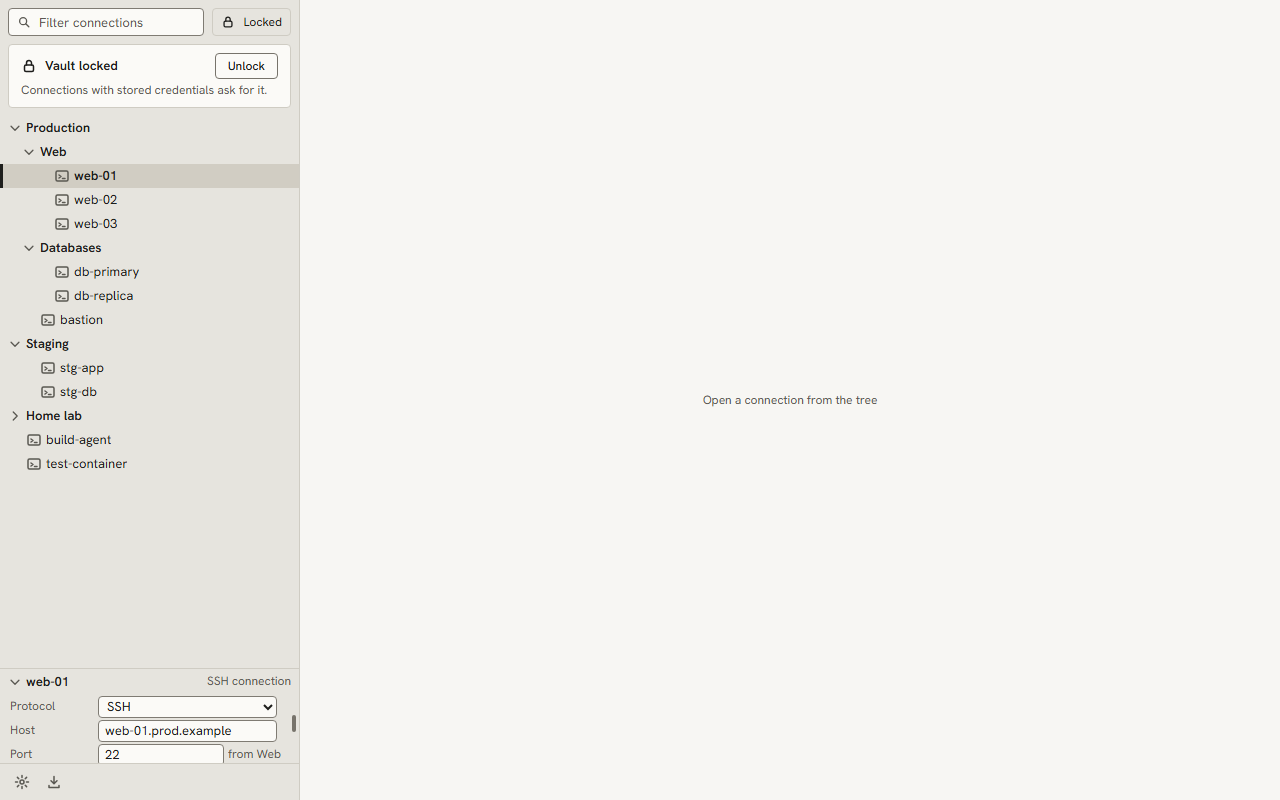 Filter connections
Locked
Vault locked
Unlock
Connections with stored credentials ask for it.
Production
Web
web-01
web-02
web-03
Databases
db-primary
db-replica
bastion
Staging
stg-app
stg-db
Home lab
build-agent
test-container
Open a connection from the tree
web-01
SSH connection
Protocol
SSH
Host
web-01.prod.example
Port
22
from Web